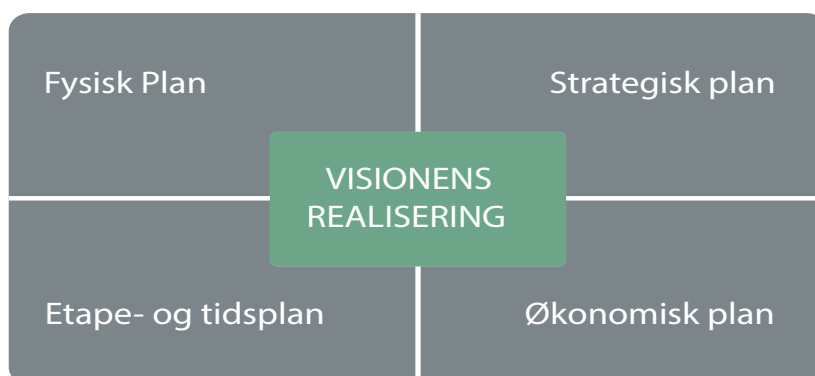 Fysisk Plan
Strategisk plan
VISIONENS
REALISERING
Etape- og tidsplan
Økonomisk plan